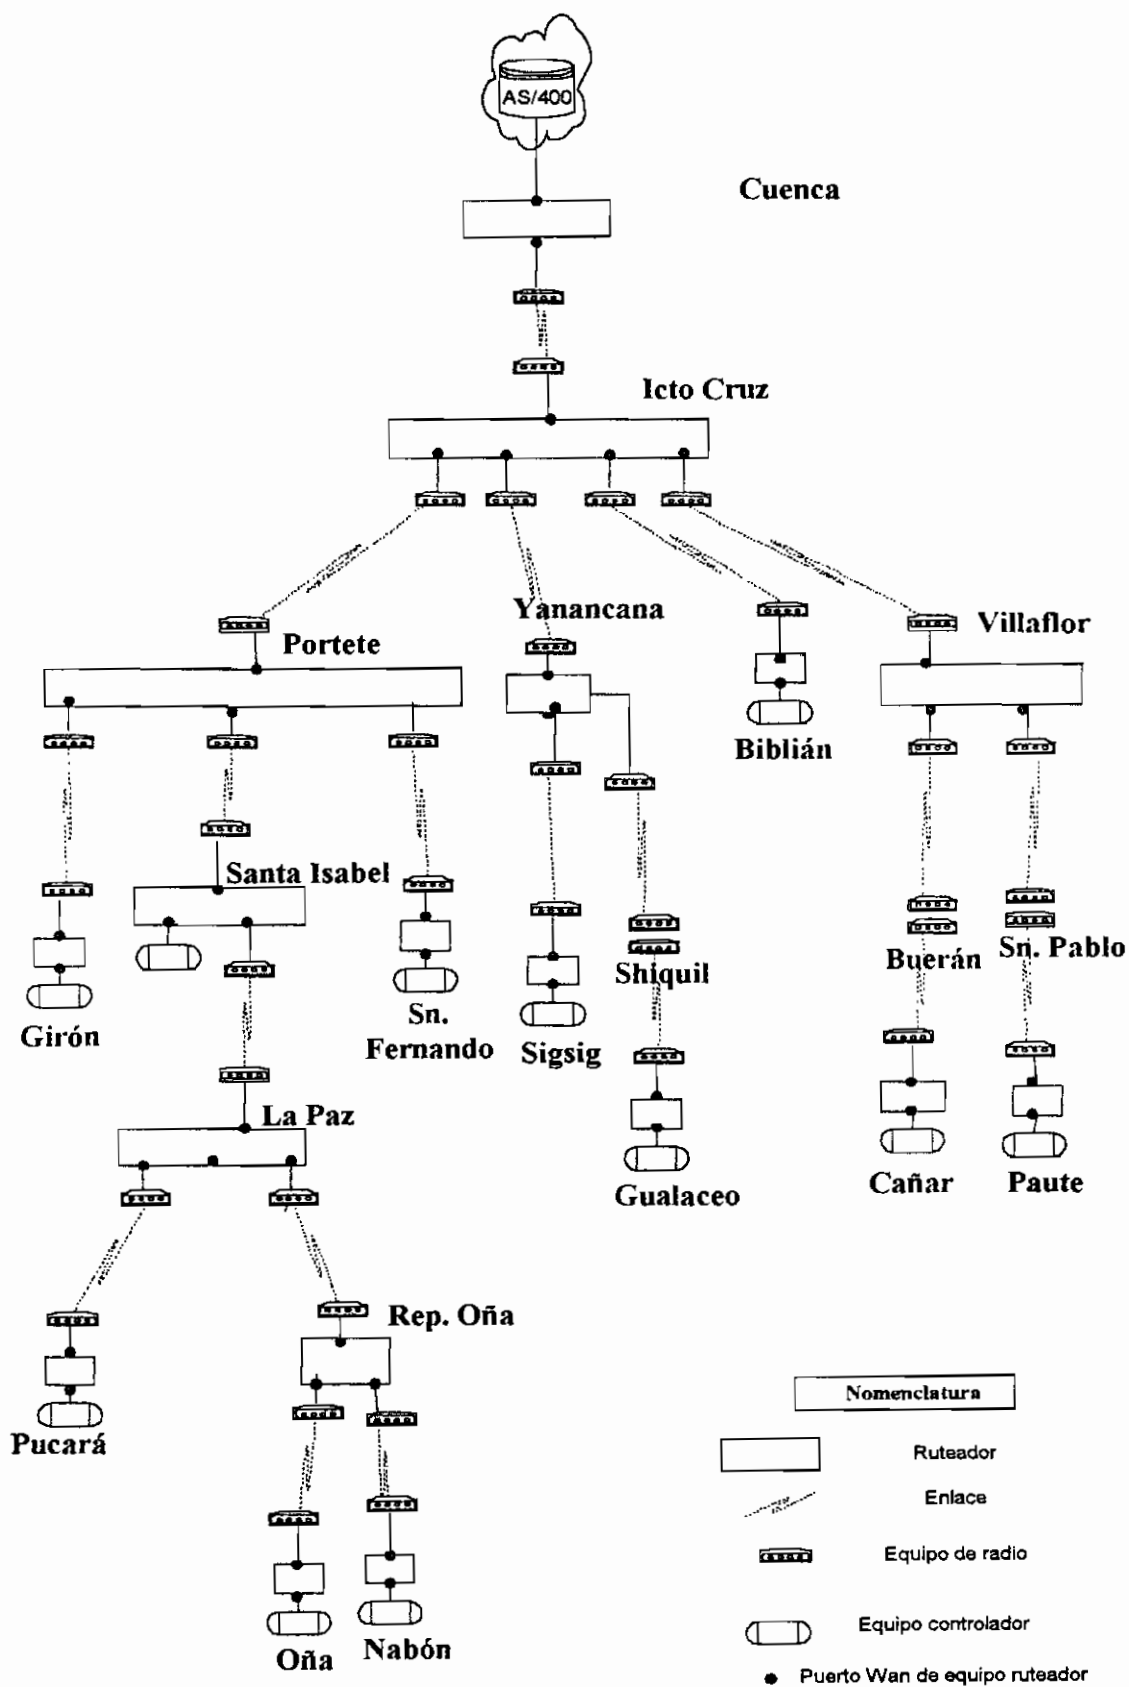 AS/400
Cuenca
Icto Cruz
Yanancana
Villaflor
Portete
Biblián
Santa Isabel
Shiquil
Buerán
Sn. Pablo
Girón
Sn.
Fernando
Sigsig
La Paz
Gualaceo
Cañar
Paute
Rep. Oña
Pucará
Oña
Nabón
Nomenclatura
Ruteador
Enlace
Equipo de radio
Equipo controlador
Puerto Wan de equipo ruteador